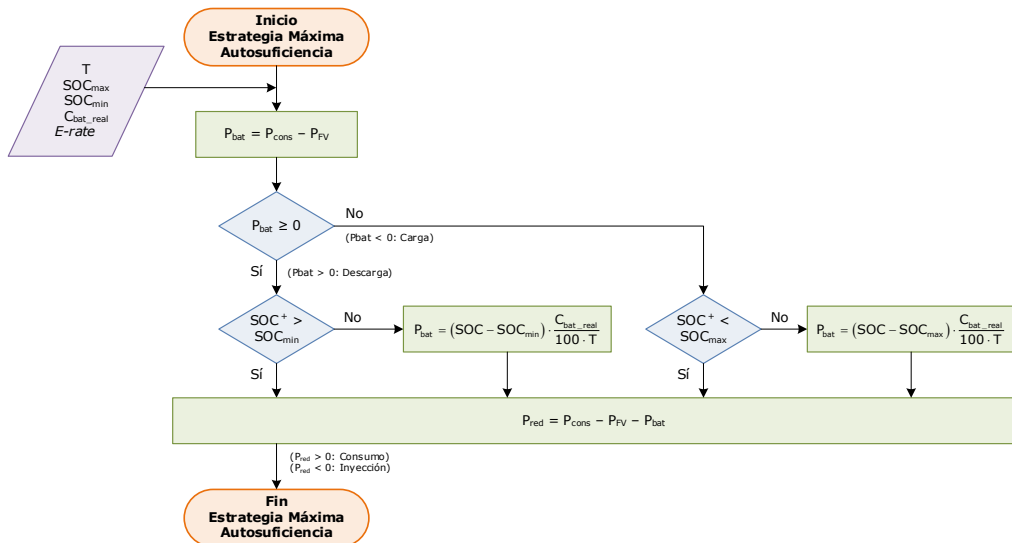 Inicio
Estrategia Máxima
Autosuficiencia
T
SOCmax
SOCmin
Cbat_real
E-rate
Pbat = Pcons – PFV
Pbat ≥ 0
No
(Pbat < 0: Carga)
Sí
(Pbat > 0: Descarga)
SOC⁺ >
SOCmin
No
Pbat = (SOC – SOCmin) · Cbat_real / 100 · T
Sí
SOC⁺ <
SOCmax
No
Pbat = (SOC – SOCmax) · Cbat_real / 100 · T
Sí
Pred = Pcons – PFV – Pbat
(Pred > 0: Consumo)
(Pred < 0: Inyección)
Fin
Estrategia Máxima
Autosuficiencia